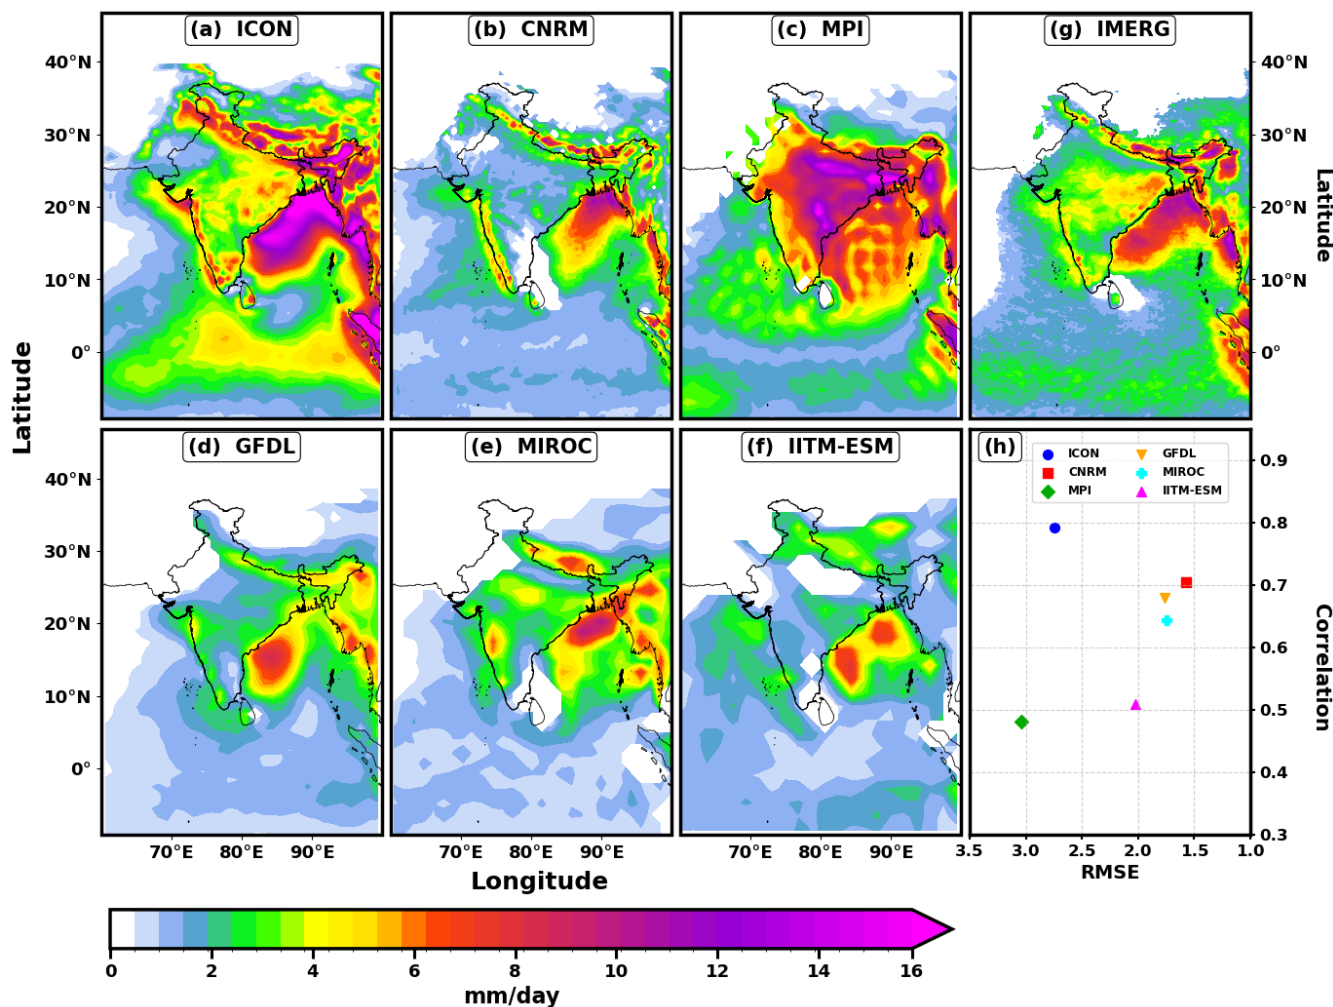 (a) ICON
(b) CNRM
(c) MPI
(g) IMERG
40°N
30°N
20°N
10°N
0°
40°N
30°N
20°N
10°N
0°
Latitude
Latitude
(d) GFDL
(e) MIROC
(f) IITM-ESM
(h)
ICON
CNRM
MPI
GFDL
MIROC
IITM-ESM
40°N
30°N
20°N
10°N
0°
0.9
0.8
0.7
0.6
0.5
0.4
0.3
Correlation
70°E 80°E 90°E
70°E 80°E 90°E
70°E 80°E 90°E
3.5 3.0 2.5 2.0 1.5 1.0
Longitude
RMSE
0 2 4 6 8 10 12 14 16
mm/day